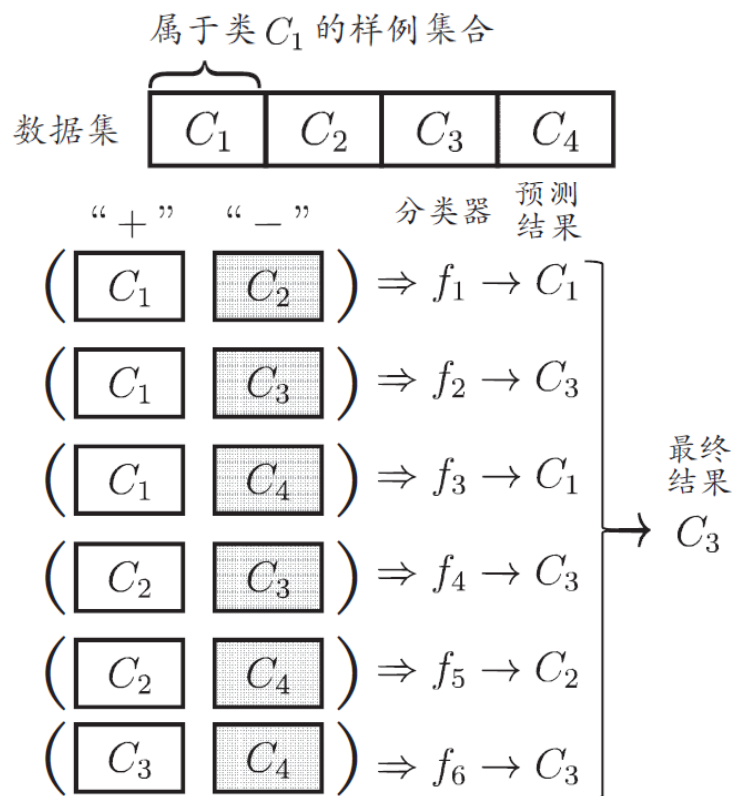 属于类 C₁ 的样例集合
数据集 C₁ C₂ C₃ C₄
“+” “−” 分类器 预测结果
( C₁ C₂ ) ⇒ f₁ → C₁
( C₁ C₃ ) ⇒ f₂ → C₃
( C₁ C₄ ) ⇒ f₃ → C₁
( C₂ C₃ ) ⇒ f₄ → C₃
( C₂ C₄ ) ⇒ f₅ → C₂
( C₃ C₄ ) ⇒ f₆ → C₃
最终
结果
→ C₃